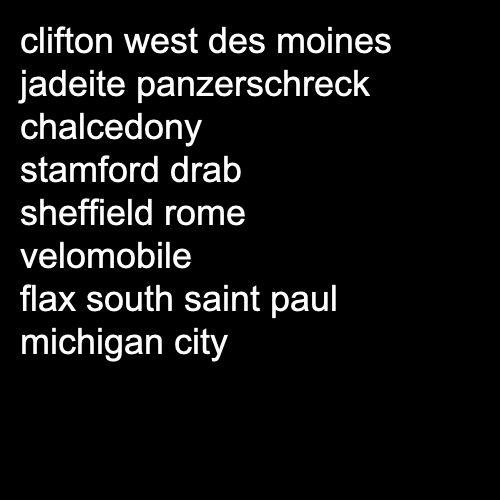 clifton west des moines
jadeite panzerschreck
chalcedony
stamford drab
sheffield rome
velomobile
flax south saint paul
michigan city